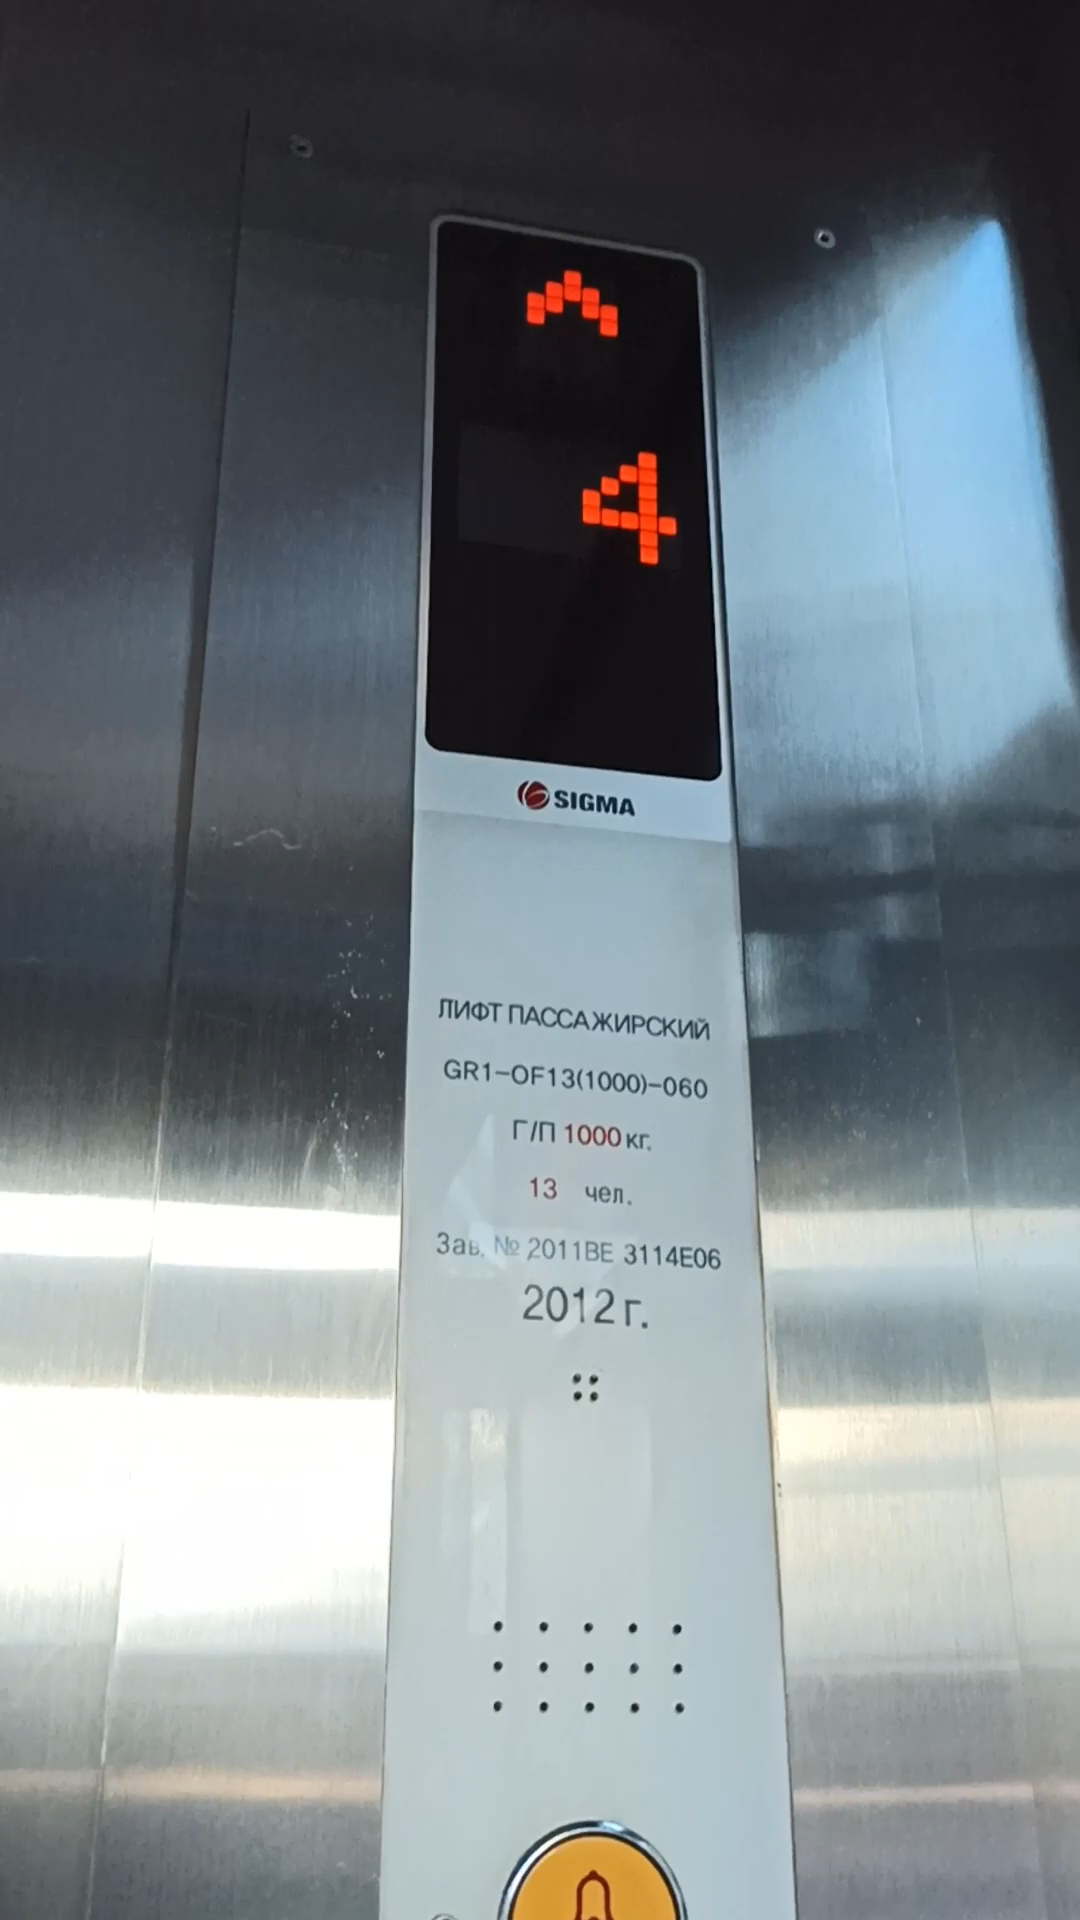 4
SIGMA
ЛИФТ ПАССАЖИРСКИЙ
GR1-OF13(1000)-060
Г/П 1000 кг.
13 чел.
Зав. № 2011BE 3114E06
2012 г.